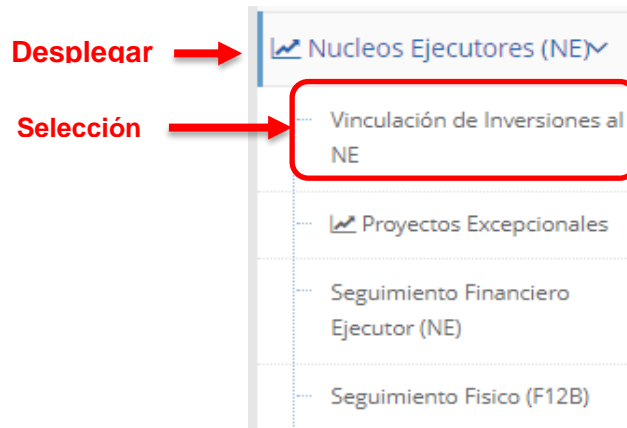 Desplegar
Nucleos Ejecutores (NE)
Selección
Vinculación de Inversiones al
NE
Proyectos Excepcionales
Seguimiento Financiero
Ejecutor (NE)
Seguimiento Fisico (F12B)